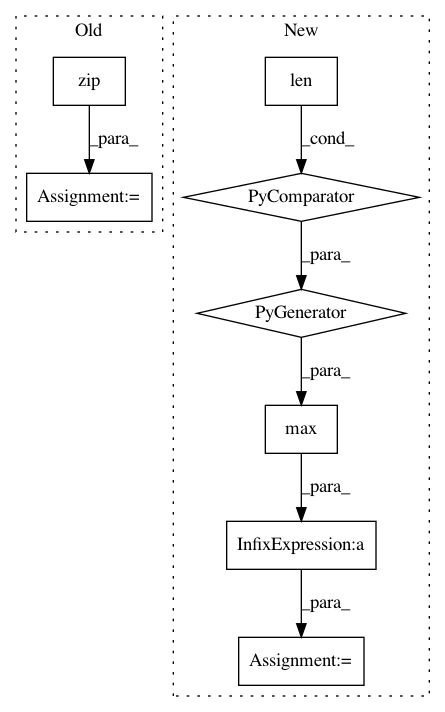 Old
zip
_para_
Assignment:=
New
len
_cond_
PyComparator
_para_
PyGenerator
_para_
max
_para_
InfixExpression:a
_para_
Assignment:=